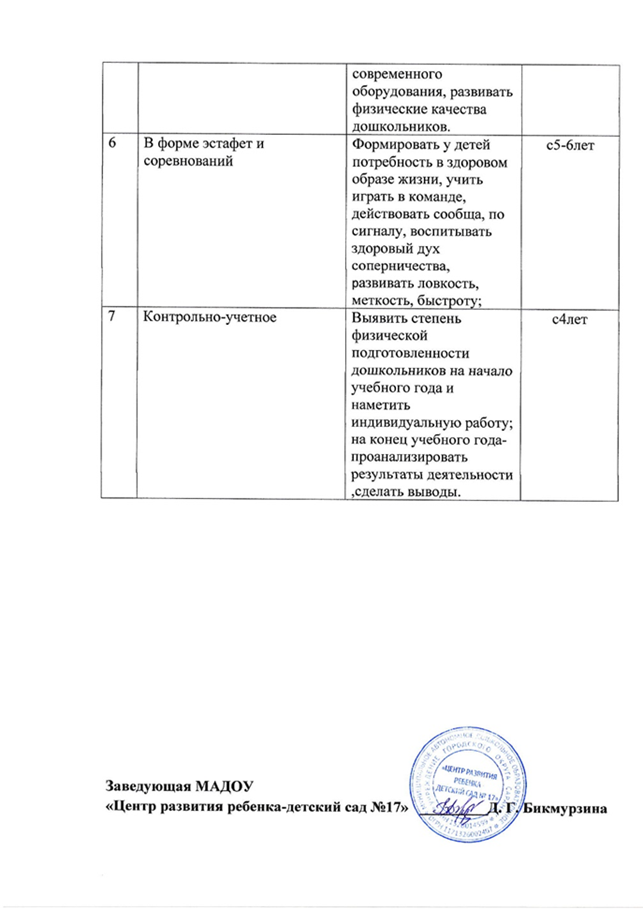 современного
оборудования, развивать
физические качества
дошкольников.
6 В форме эстафет и соревнований
Формировать у детей
потребность в здоровом
образе жизни, учить
играть в команде,
действовать сообща, по
сигналу, воспитывать
здоровый дух
соперничества,
развивать ловкость,
меткость, быстроту;
с5-6лет
7 Контрольно-учетное
Выявить степень
физической
подготовленности
дошкольников на начало
учебного года и
наметить
индивидуальную работу;
на конец учебного года-
проанализировать
результаты деятельности
,сделать выводы.
с4лет
Заведующая МАДОУ
«Центр развития ребенка-детский сад №17» Д. Г. Бикмурзина
«ЦЕНТР РАЗВИТИЯ
РЕБЕНКА
ДЕТСКИЙ САД № 17»